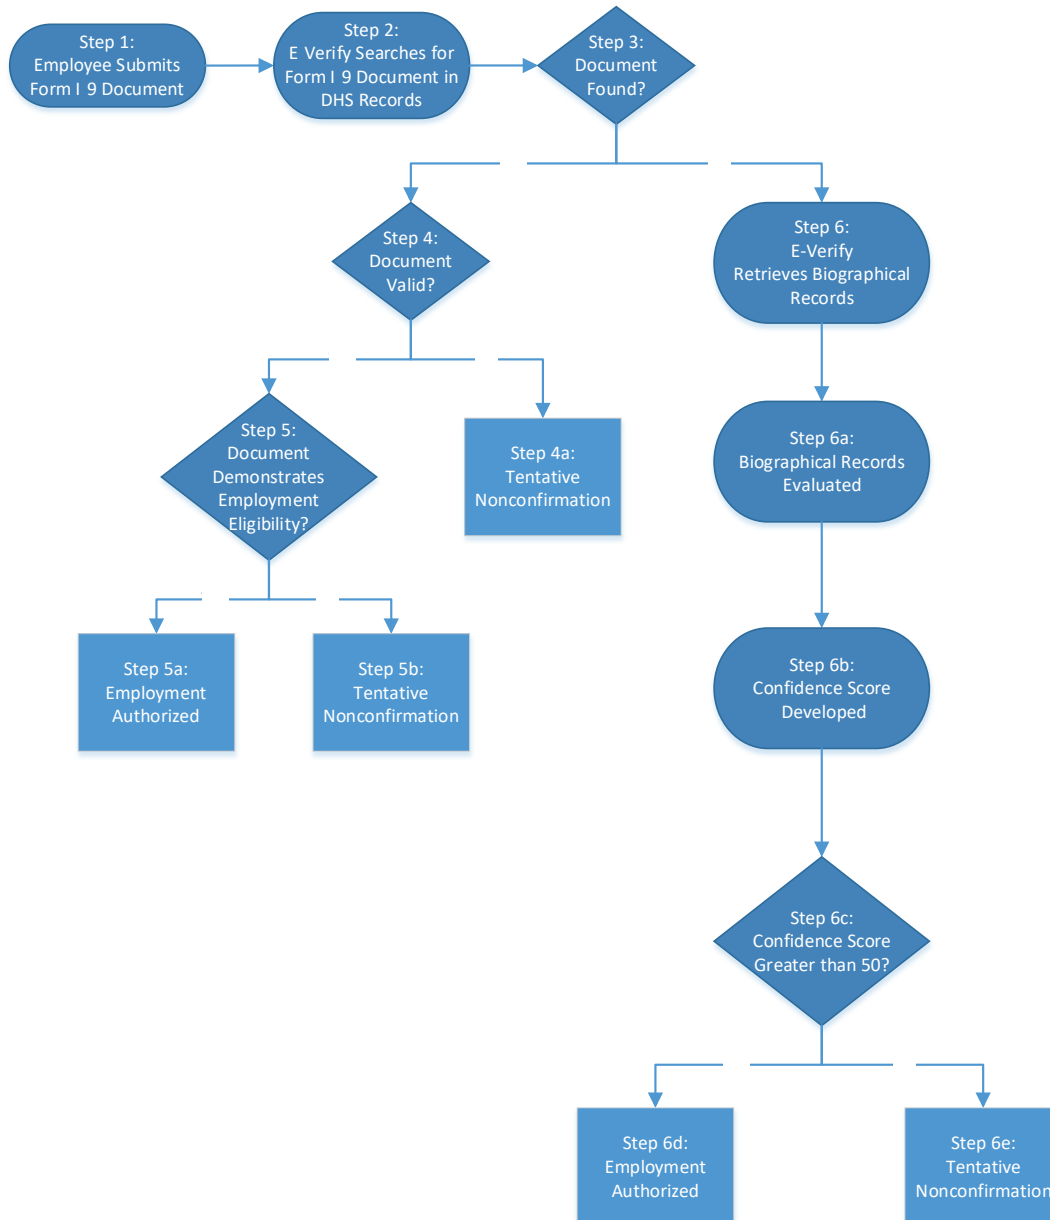 Step 1:
Employee Submits
Form I 9 Document
Step 2:
E Verify Searches for
Form I 9 Document in
DHS Records
Step 3:
Document
Found?
Step 4:
Document
Valid?
Step 6:
E-Verify
Retrieves Biographical
Records
Step 5:
Document
Demonstrates
Employment
Eligibility?
Step 4a:
Tentative
Nonconfirmation
Step 6a:
Biographical Records
Evaluated
Step 5a:
Employment
Authorized
Step 5b:
Tentative
Nonconfirmation
Step 6b:
Confidence Score
Developed
Step 6c:
Confidence Score
Greater than 50?
Step 6d:
Employment
Authorized
Step 6e:
Tentative
Nonconfirmation